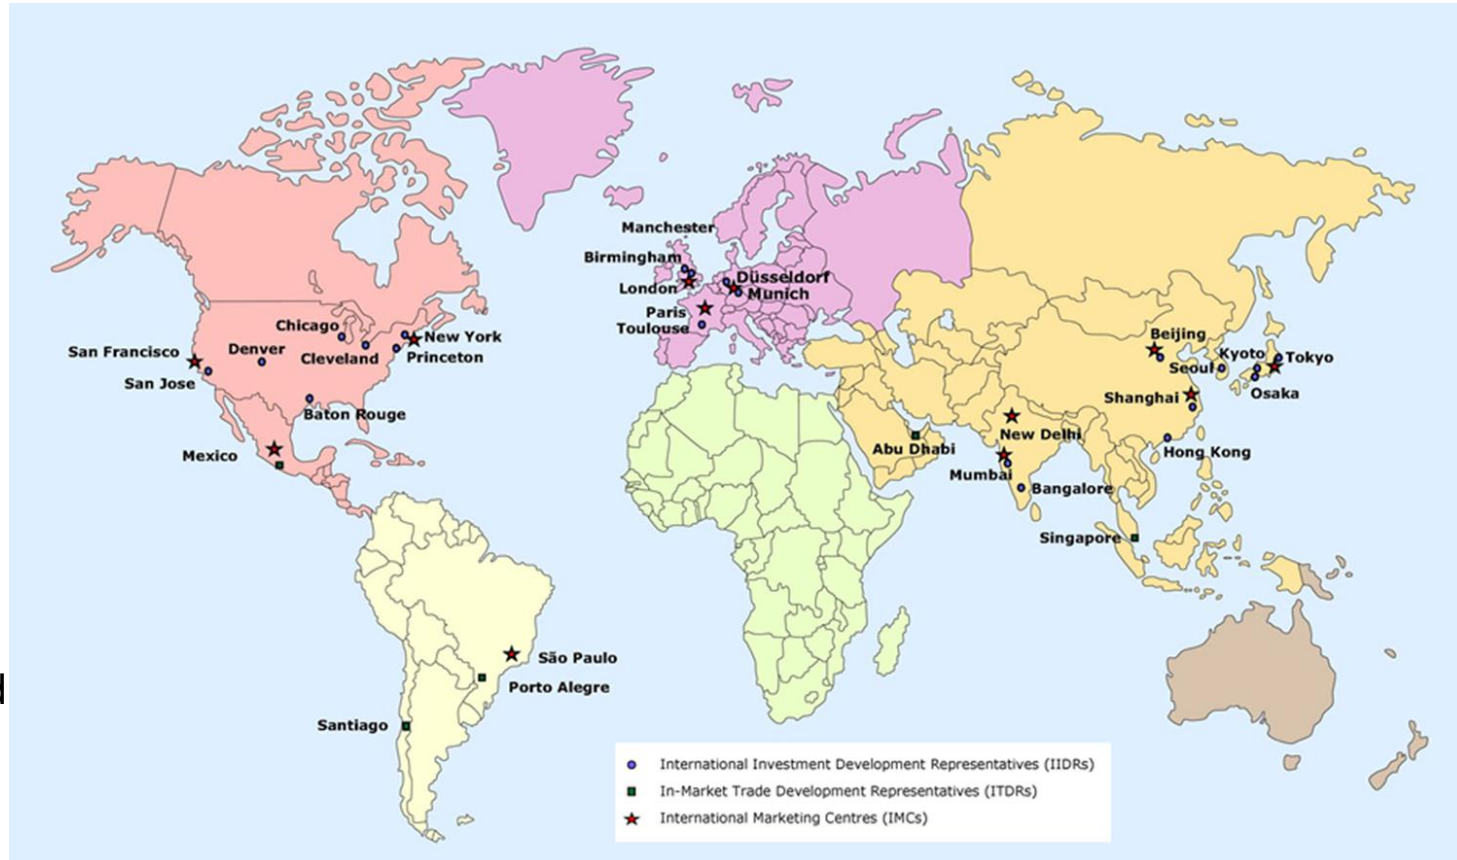 Manchester
Birmingham
London
Düsseldorf
Munich
Paris
Toulouse
Chicago
New York
San Francisco
Denver
Cleveland
Princeton
San Jose
Baton Rouge
Mexico
Beijing
Seoul
Kyoto
Tokyo
Osaka
Shanghai
New Delhi
Abu Dhabi
Hong Kong
Mumbai
Bangalore
Singapore
São Paulo
Porto Alegre
Santiago
International Investment Development Representatives (IIDRs)
In-Market Trade Development Representatives (ITDRs)
International Marketing Centres (IMCs)